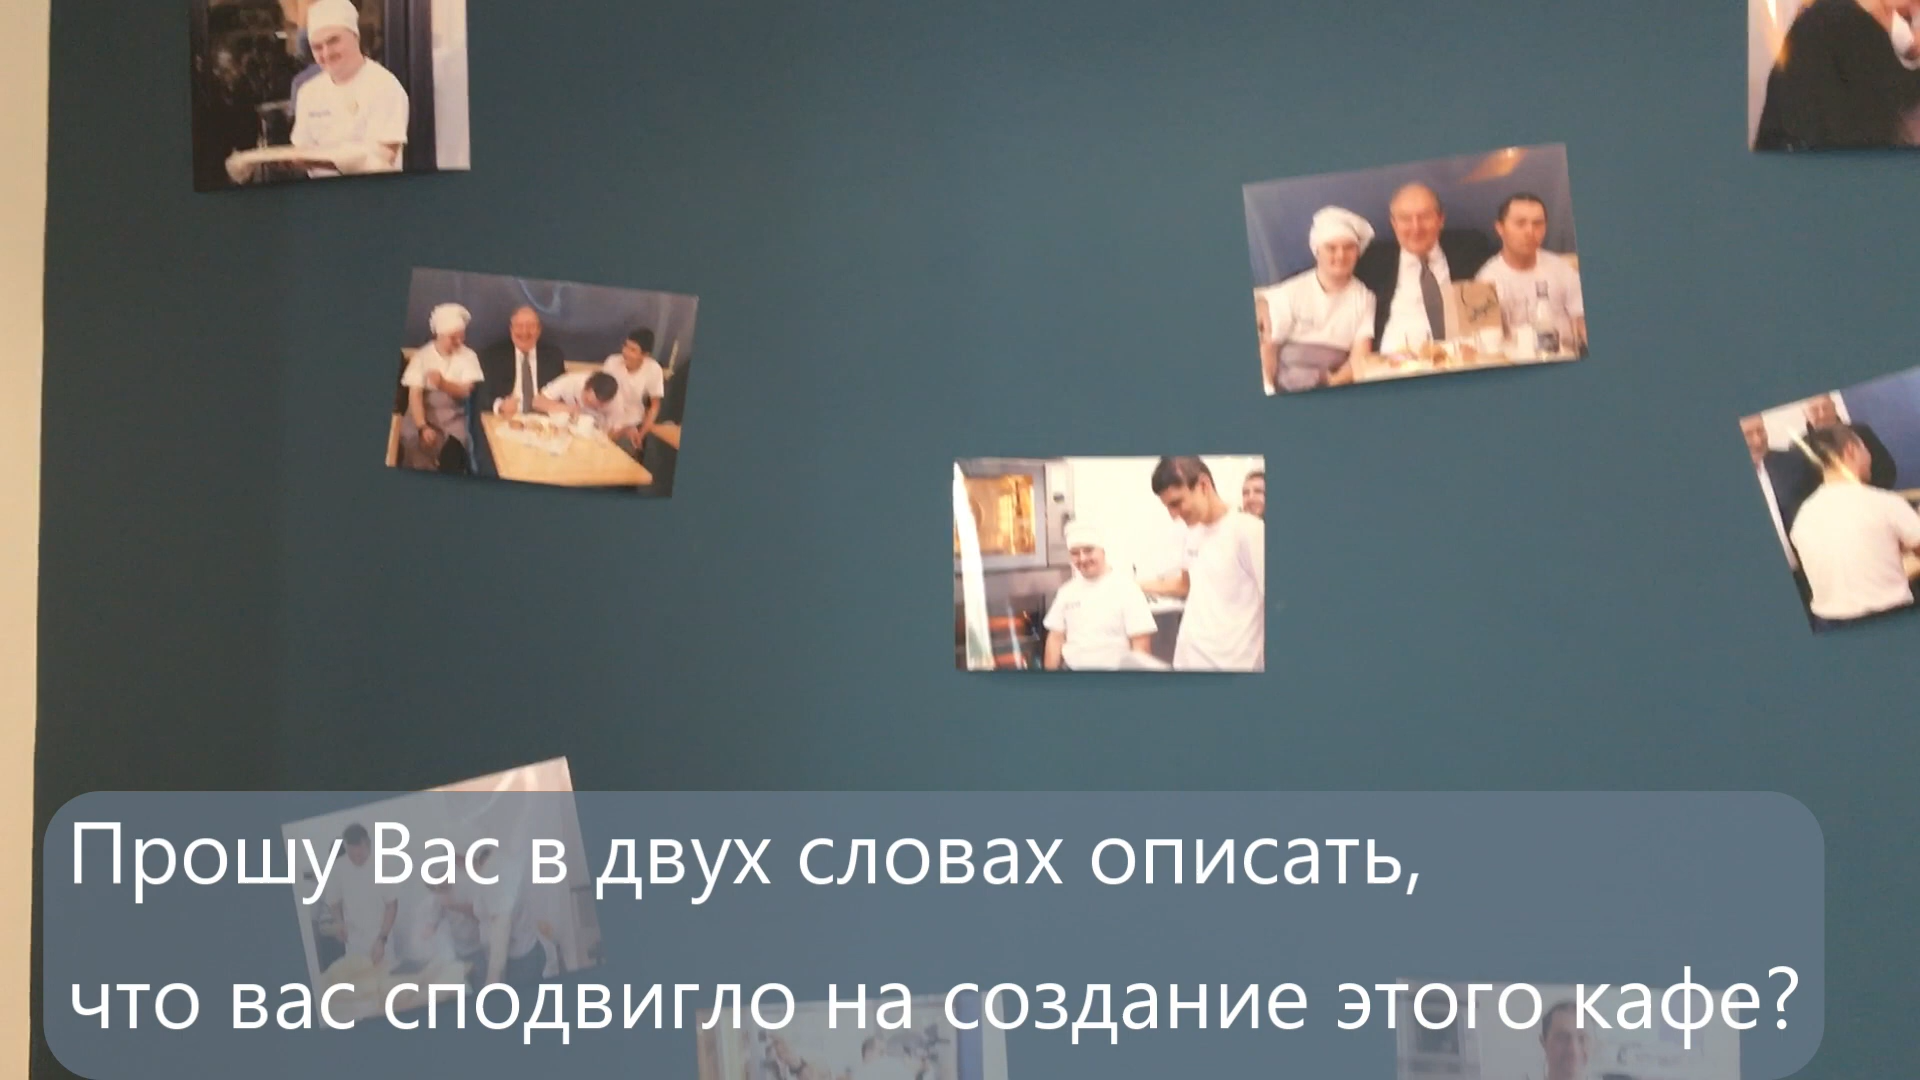 Прошу Вас в двух словах описать,
что вас сподвигло на создание этого кафе?